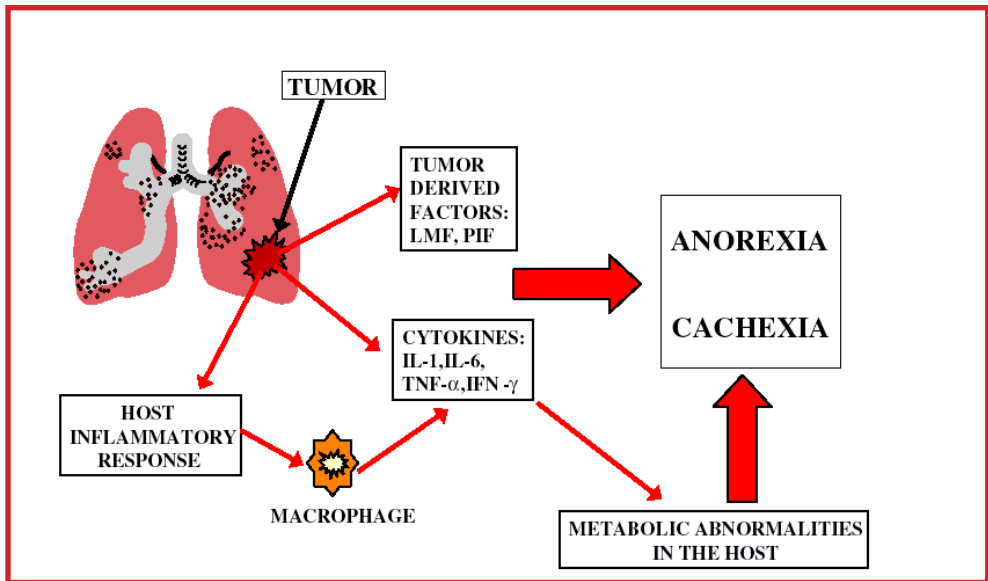 TUMOR
TUMOR
DERIVED
FACTORS:
LMF, PIF
ANOREXIA
CACHEXIA
CYTOKINES:
IL-1,IL-6,
TNF-α,IFN -γ
HOST
INFLAMMATORY
RESPONSE
MACROPHAGE
METABOLIC ABNORMALITIES
IN THE HOST